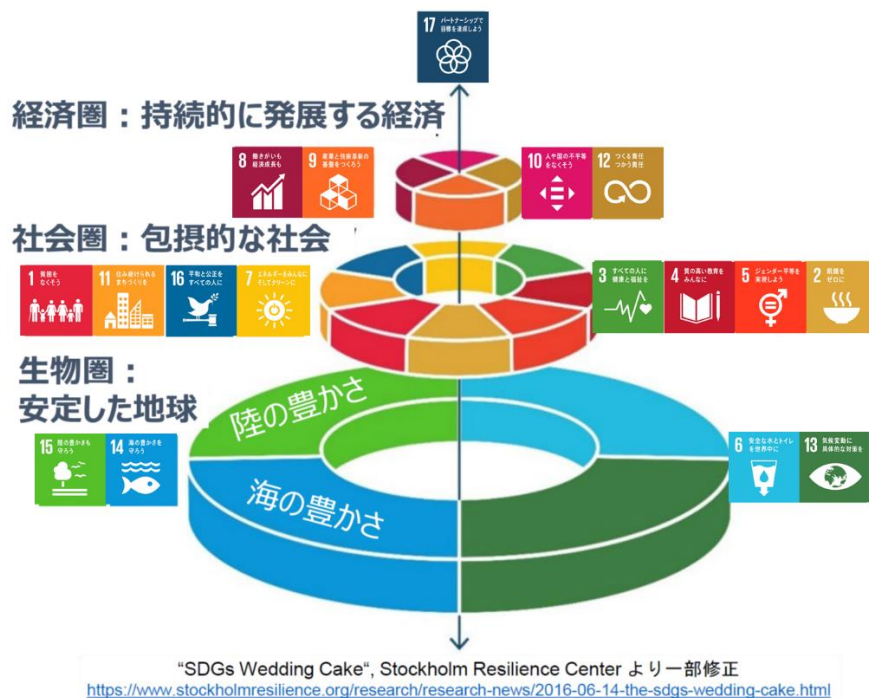 17 パートナーシップで
目標を達成しよう
経済圏：持続的に発展する経済
8 働きがいも
経済成長も
9 産業と技術革新の
基盤をつくろう
10 人や国の不平等
をなくそう
12 つくる責任
つかう責任
社会圏：包摂的な社会
1 貧困を
なくそう
11 住み続けられる
まちづくりを
16 平和と公正を
すべての人に
7 エネルギーをみんなに
そしてクリーンに
3 すべての人に
健康と福祉を
4 質の高い教育を
みんなに
5 ジェンダー平等を
実現しよう
2 飢餓を
ゼロに
生物圏：
安定した地球
陸の豊かさ
15 陸の豊かさも
守ろう
14 海の豊かさを
守ろう
6 安全な水とトイレ
を世界中に
13 気候変動に
具体的な対策を
海の豊かさ
“SDGs Wedding Cake“, Stockholm Resilience Center より一部修正
https://www.stockholmresilience.org/research/research-news/2016-06-14-the-sdgs-wedding-cake.html